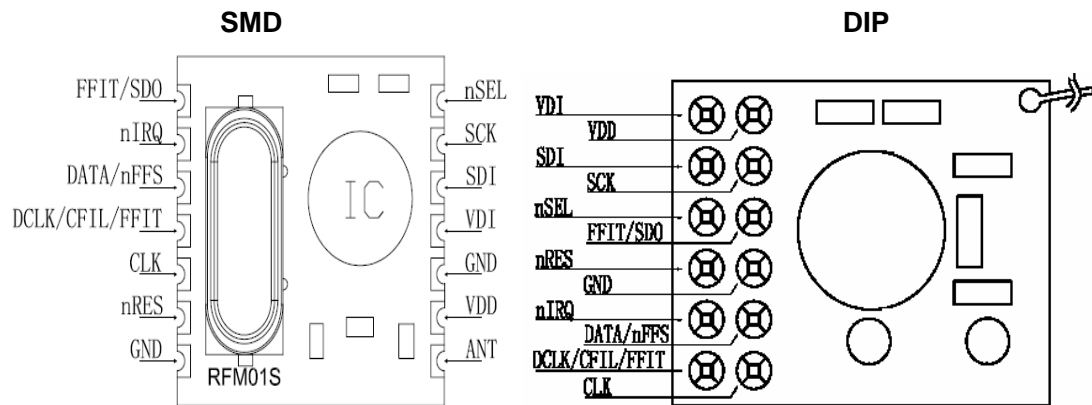 SMD
FFIT/SDO
nIRQ
DATA/nFFS
DCLK/CFIL/FFIT
CLK
nRES
GND
IC
RFM01S
nSEL
SCK
SDI
VDI
GND
VDD
ANT
DIP
VDI
VDD
SDI
SCK
nSEL
FFIT/SDO
nRES
GND
nIRQ
DATA/nFFS
DCLK/CFIL/FFIT
CLK